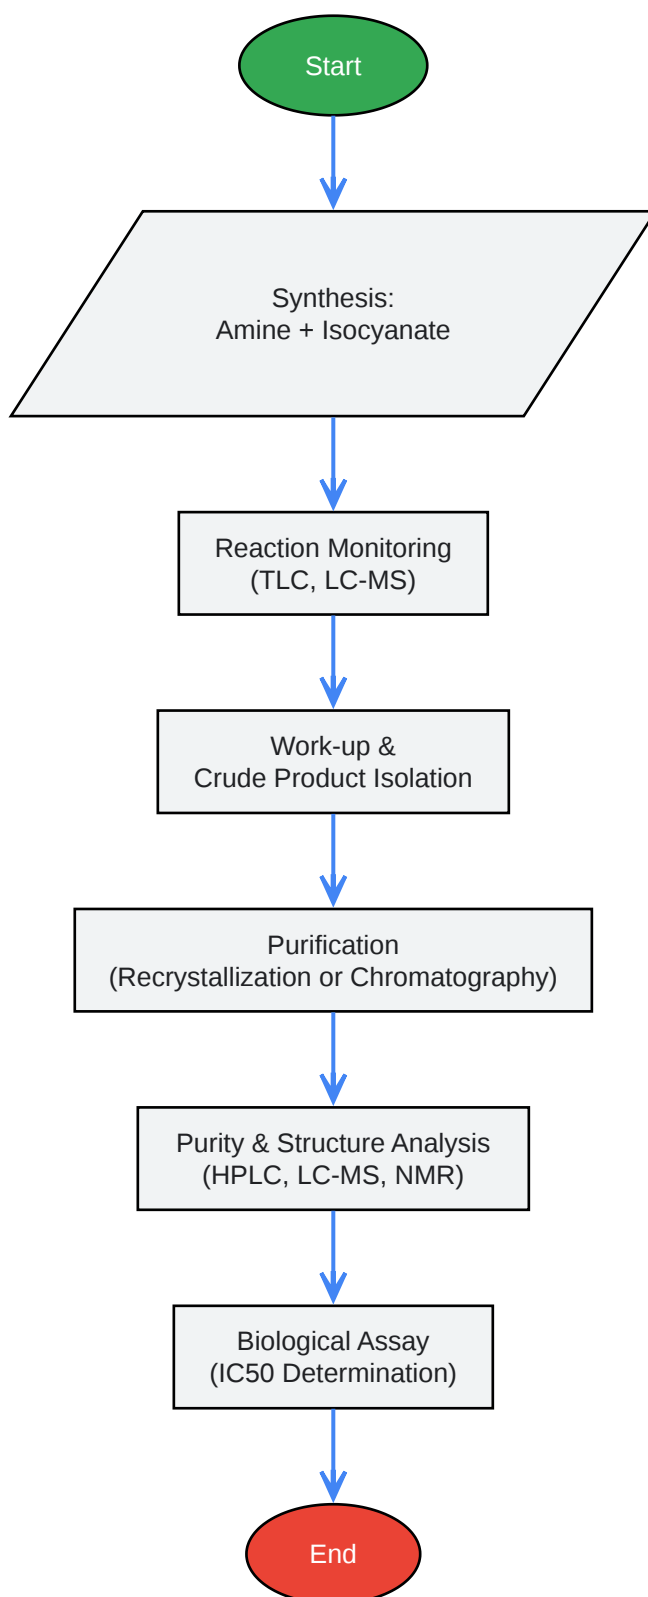 Start
Synthesis:
Amine + Isocyanate
Reaction Monitoring
(TLC, LC-MS)
Work-up &
Crude Product Isolation
Purification
(Recrystallization or Chromatography)
Purity & Structure Analysis
(HPLC, LC-MS, NMR)
Biological Assay
(IC50 Determination)
End